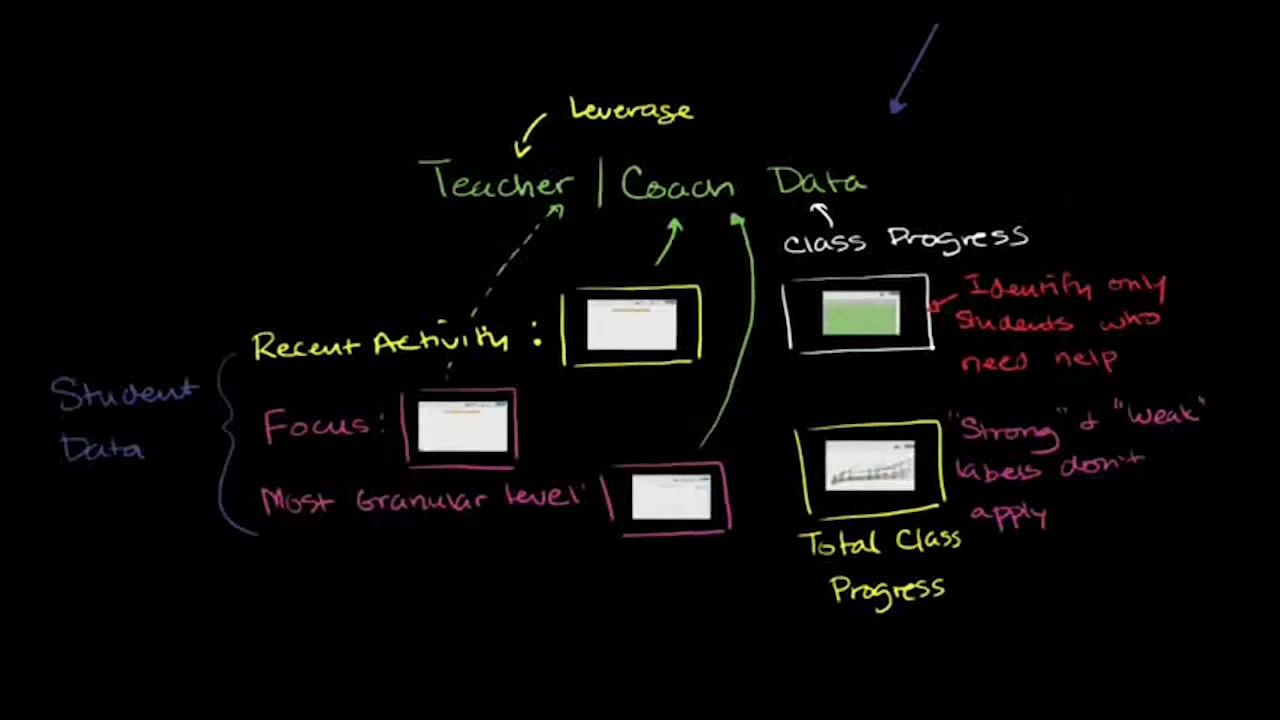 Leverage
Teacher | Coach Data
Class Progress
Identify only
students who
need help
Recent Activity :
Student
Data
Focus:
Most Granular level:
"Strong" & "Weak"
labels don't
apply
Total Class
Progress